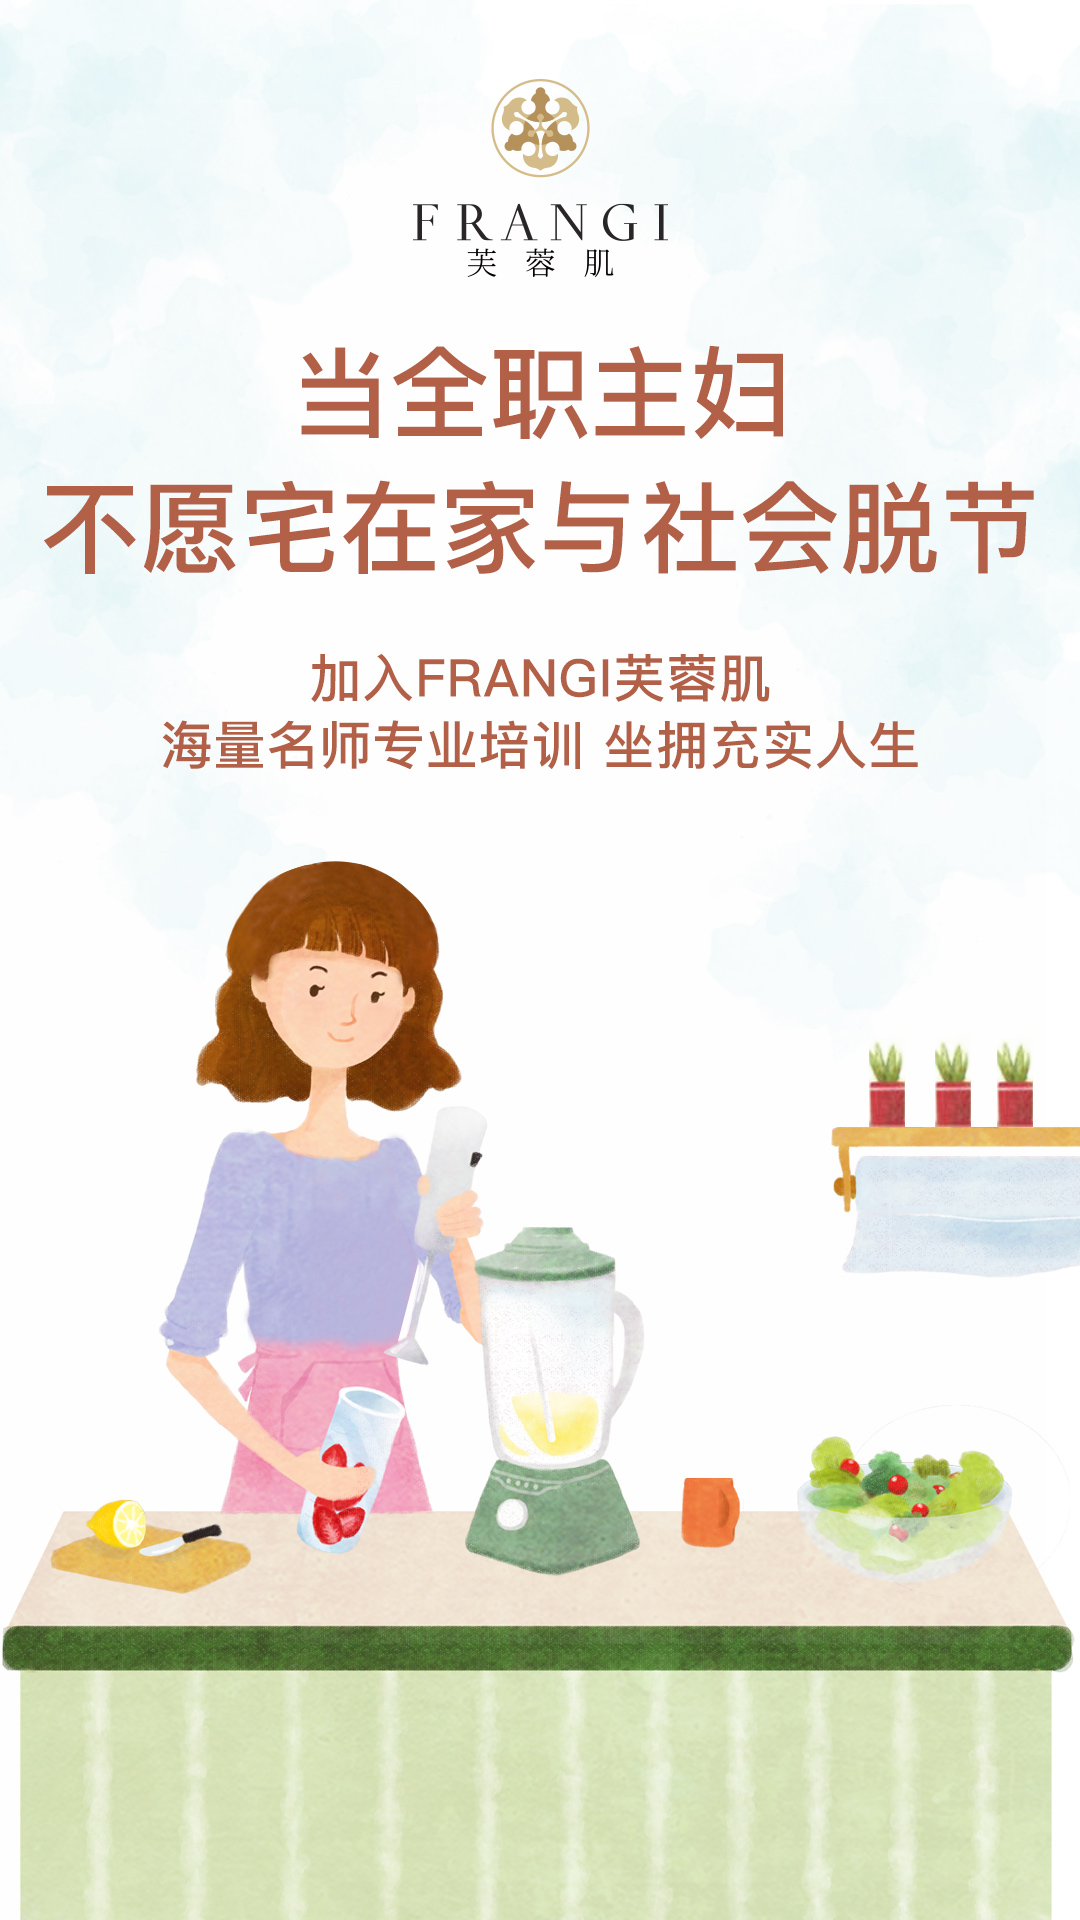 FRANGI
芙蓉肌
当全职主妇
不愿宅在家与社会脱节
加入FRANGI芙蓉肌
海量名师专业培训 坐拥充实人生